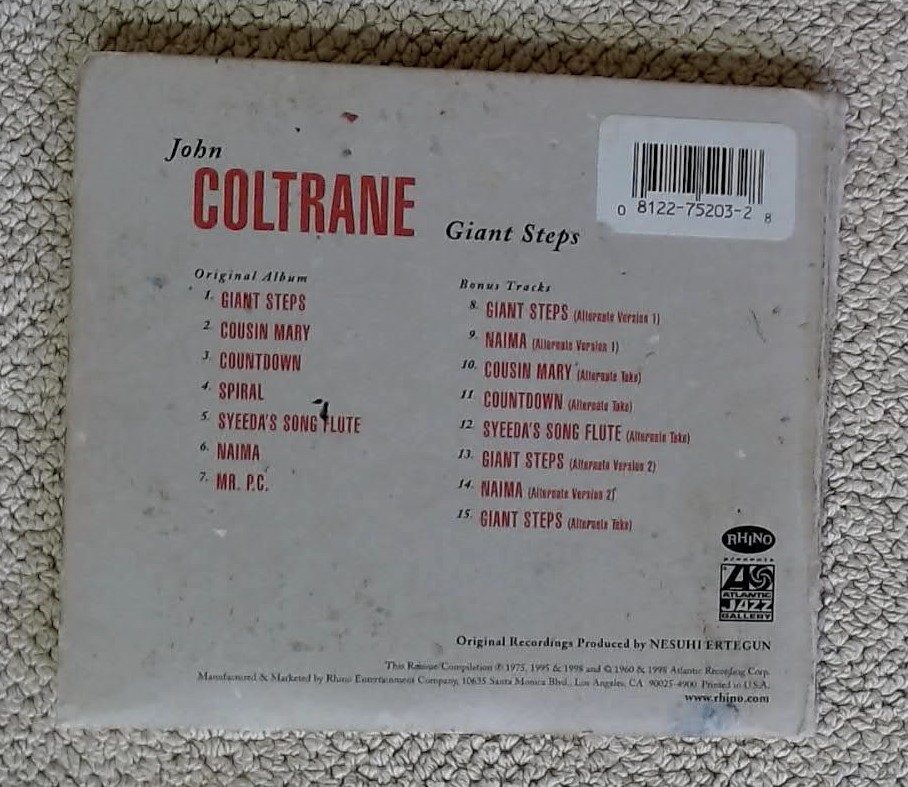 John
COLTRANE
Giant Steps
0 8122-75203-2 8
Original Album
1. GIANT STEPS
2. COUSIN MARY
3. COUNTDOWN
4. SPIRAL
5. SYEEDA'S SONG FLUTE
6. NAIMA
7. MR. P.C.
Bonus Tracks
8. GIANT STEPS (Alternate Version 1)
9. NAIMA (Alternate Version 1)
10. COUSIN MARY (Alternate Take)
11. COUNTDOWN (Alternate Take)
12. SYEEDA'S SONG FLUTE (Alternate Take)
13. GIANT STEPS (Alternate Version 2)
14. NAIMA (Alternate Version 2)
15. GIANT STEPS (Alternate Take)
RHINO
presents
ATLANTIC
JAZZ
GALLERY
Original Recordings Produced by NESUHI ERTEGUN
This Reissue Compilation ℗ 1973, 1995 & 1998 and © 1960 & 1998 Atlantic Recording Corp.
Manufactured & Marketed by Rhino Entertainment Company, 10635 Santa Monica Blvd., Los Angeles, CA 90025-4900 Printed in U.S.A.
www.rhino.com